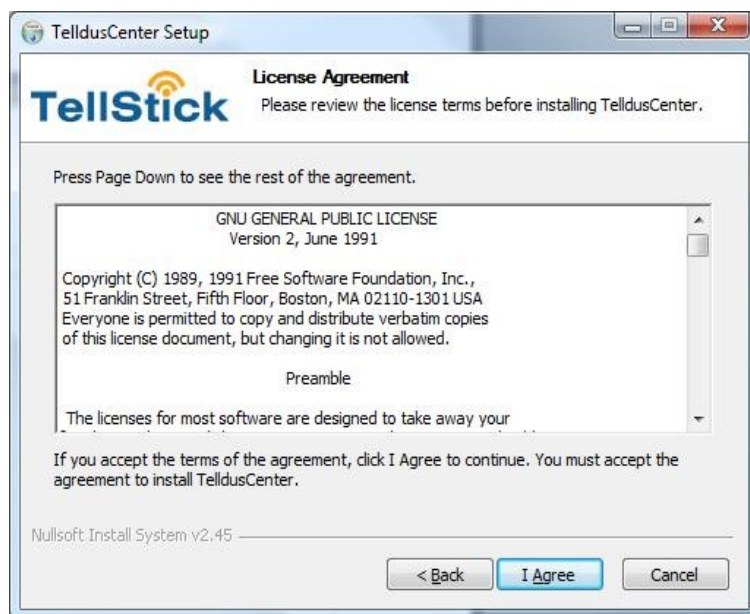 TelldusCenter Setup
TellStick
License Agreement
Please review the license terms before installing TelldusCenter.
Press Page Down to see the rest of the agreement.
GNU GENERAL PUBLIC LICENSE
Version 2, June 1991
Copyright (C) 1989, 1991 Free Software Foundation, Inc.,
51 Franklin Street, Fifth Floor, Boston, MA 02110-1301 USA
Everyone is permitted to copy and distribute verbatim copies
of this license document, but changing it is not allowed.
Preamble
The licenses for most software are designed to take away your
If you accept the terms of the agreement, click I Agree to continue. You must accept the
agreement to install TelldusCenter.
Nullsoft Install System v2.45
< Back
I Agree
Cancel